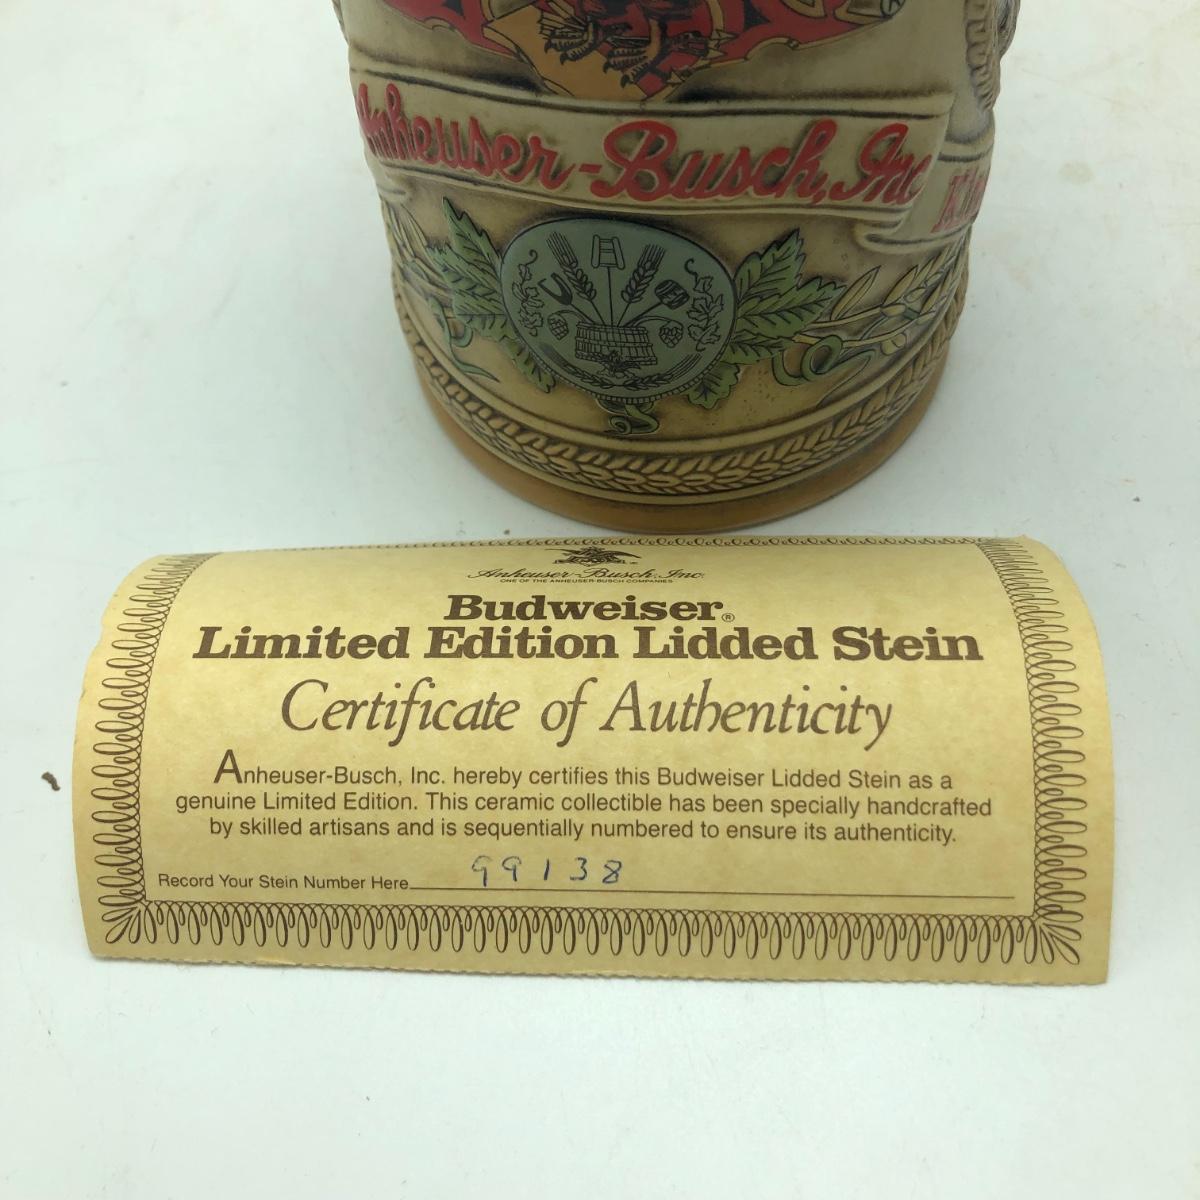 Anheuser-Busch, Inc
Anheuser-Busch, Inc.
ONE OF THE ANHEUSER-BUSCH COMPANIES
Budweiser®
Limited Edition Lidded Stein
Certificate of Authenticity
Anheuser-Busch, Inc. hereby certifies this Budweiser Lidded Stein as a
genuine Limited Edition. This ceramic collectible has been specially handcrafted
by skilled artisans and is sequentially numbered to ensure its authenticity.
Record Your Stein Number Here 99138